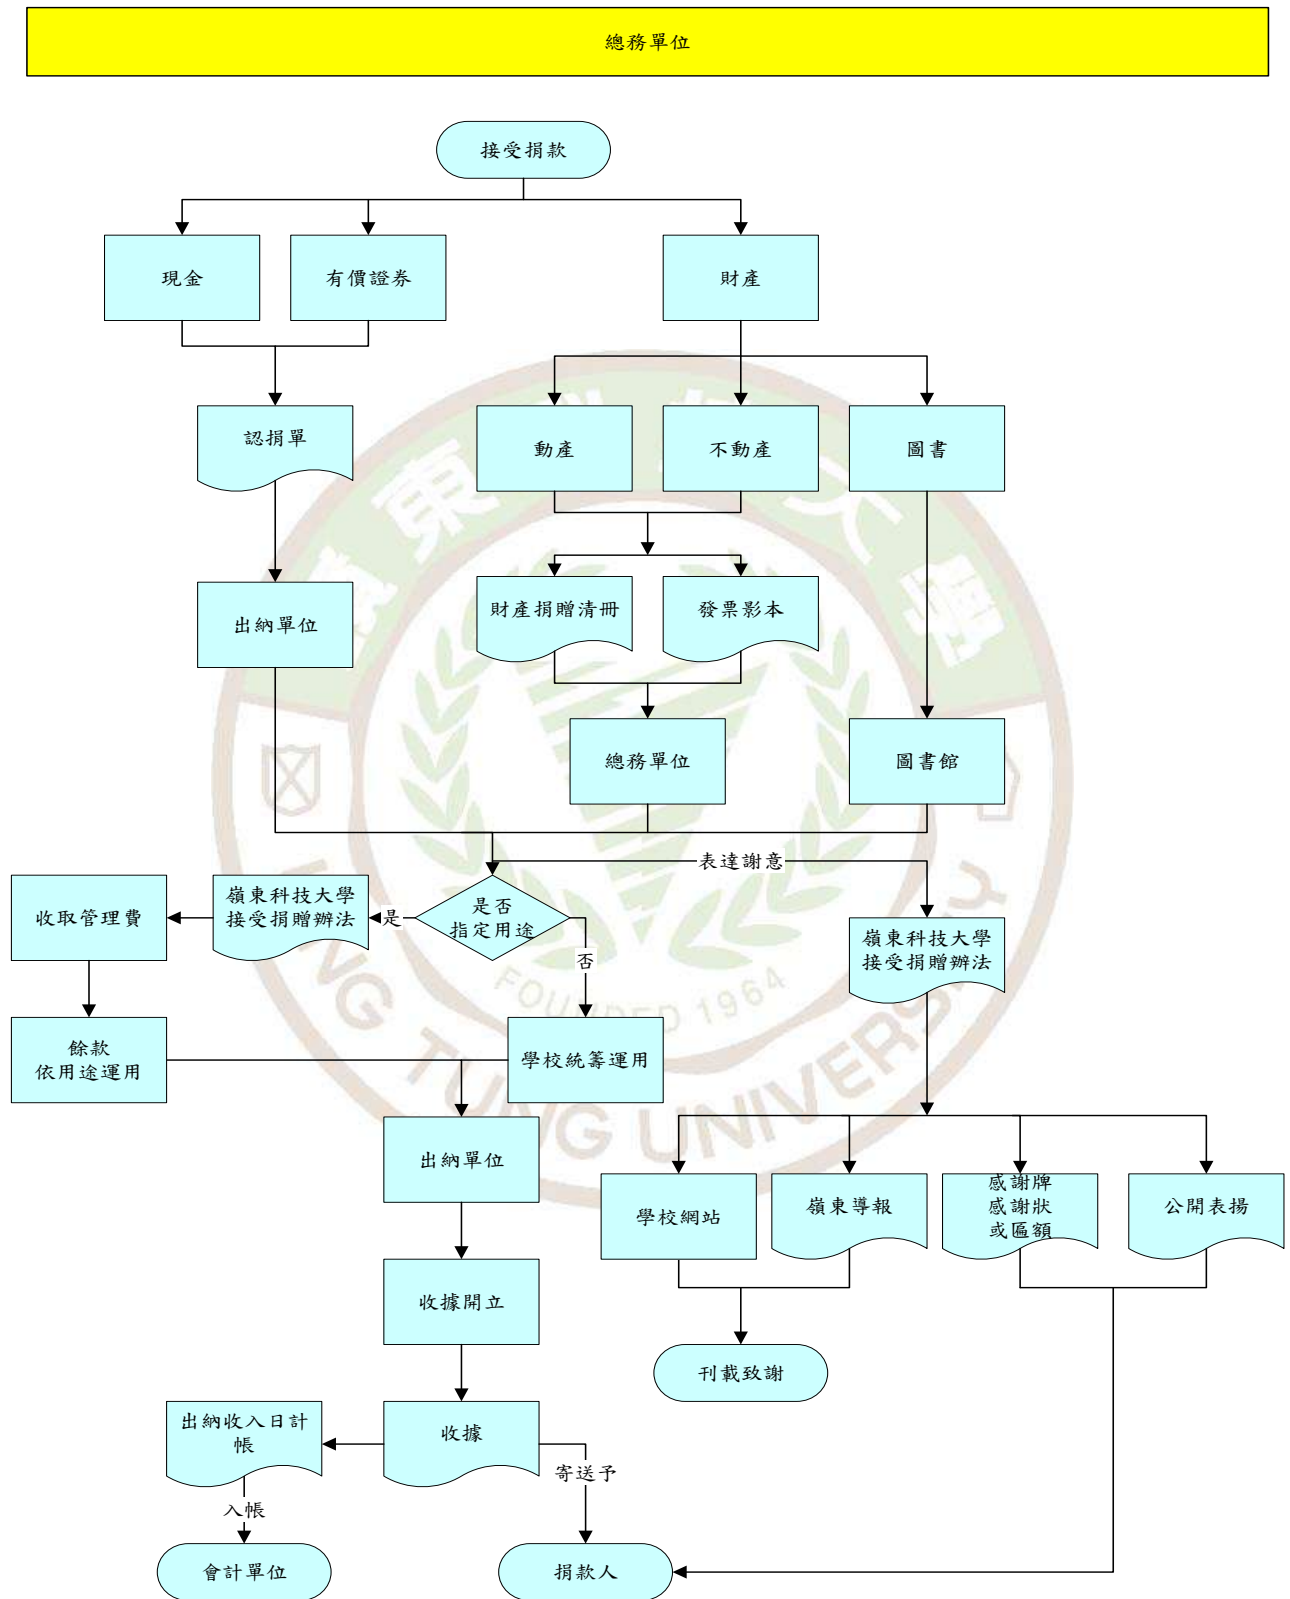 總務單位
接受捐款
現金
有價證券
財產
認捐單
動產
不動產
圖書
出納單位
財產捐贈清冊
發票影本
總務單位
圖書館
表達謝意
收取管理費
嶺東科技大學
接受捐贈辦法
是
是否
指定用途
否
嶺東科技大學
接受捐贈辦法
餘款
依用途運用
學校統籌運用
出納單位
學校網站
嶺東導報
感謝牌
感謝狀
或匾額
公開表揚
收據開立
刊載致謝
出納收入日計
帳
收據
寄送予
入帳
會計單位
捐款人
FOUNDED 1964
LING TUNG UNIVERSITY